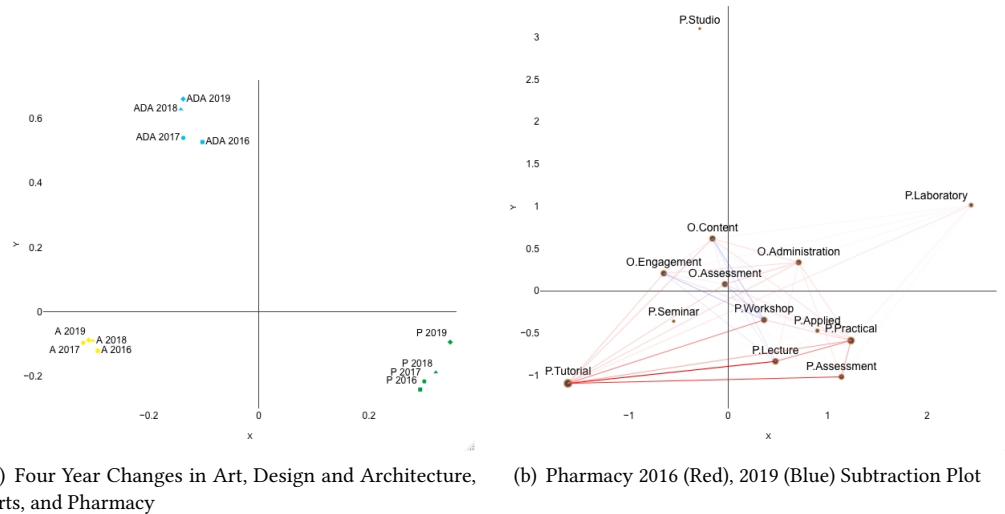 ADA 2019
ADA 2018
ADA 2017
ADA 2016
0.6
0.4
0.2
0
−0.2
Y
A 2019
A 2018
A 2017
A 2016
P 2019
P 2018
P 2017
P 2016
−0.2
0
0.2
X
) Four Year Changes in Art, Design and Architecture,
rts, and Pharmacy
P.Studio
3
2.5
2
1.5
1
0.5
0
−0.5
−1
Y
P.Laboratory
O.Content
O.Administration
O.Engagement
O.Assessment
P.Seminar
P.Workshop
P.Applied
P.Practical
P.Lecture
P.Tutorial
P.Assessment
−1
0
1
2
X
(b) Pharmacy 2016 (Red), 2019 (Blue) Subtraction Plot